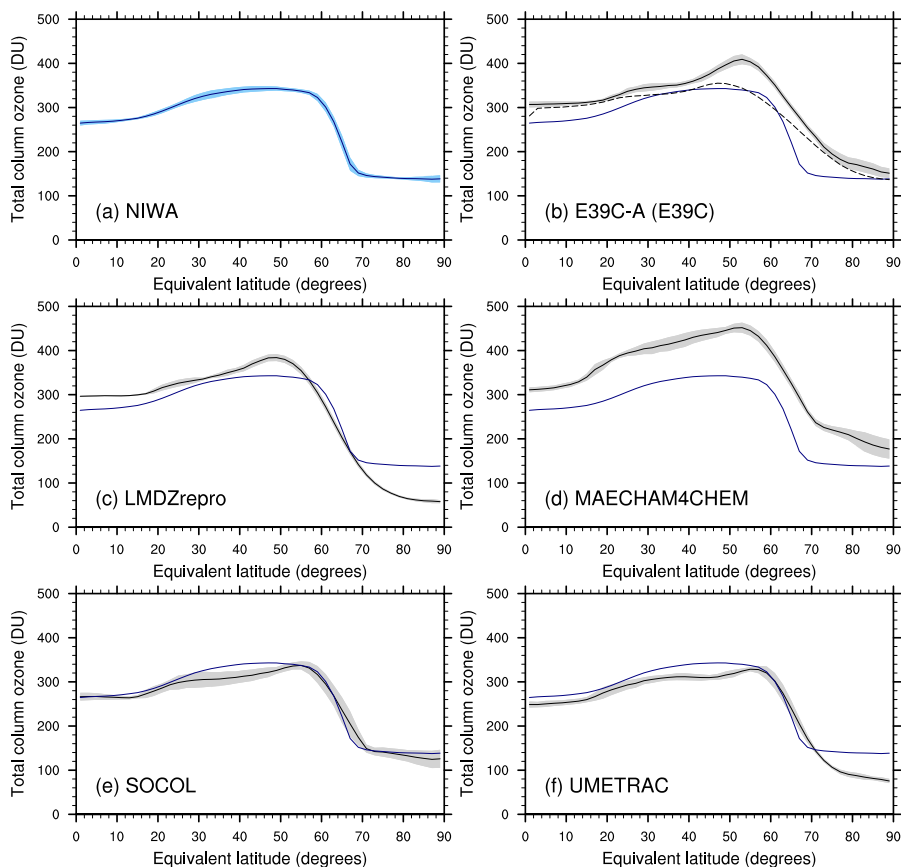 500
400
300
200
100
0
Total column ozone (DU)
(a) NIWA
0 10 20 30 40 50 60 70 80 90
Equivalent latitude (degrees)
500
400
300
200
100
0
Total column ozone (DU)
(b) E39C-A (E39C)
0 10 20 30 40 50 60 70 80 90
Equivalent latitude (degrees)
500
400
300
200
100
0
Total column ozone (DU)
(c) LMDZrepro
0 10 20 30 40 50 60 70 80 90
Equivalent latitude (degrees)
500
400
300
200
100
0
Total column ozone (DU)
(d) MAECHAM4CHEM
0 10 20 30 40 50 60 70 80 90
Equivalent latitude (degrees)
500
400
300
200
100
0
Total column ozone (DU)
(e) SOCOL
0 10 20 30 40 50 60 70 80 90
Equivalent latitude (degrees)
500
400
300
200
100
0
Total column ozone (DU)
(f) UMETRAC
0 10 20 30 40 50 60 70 80 90
Equivalent latitude (degrees)